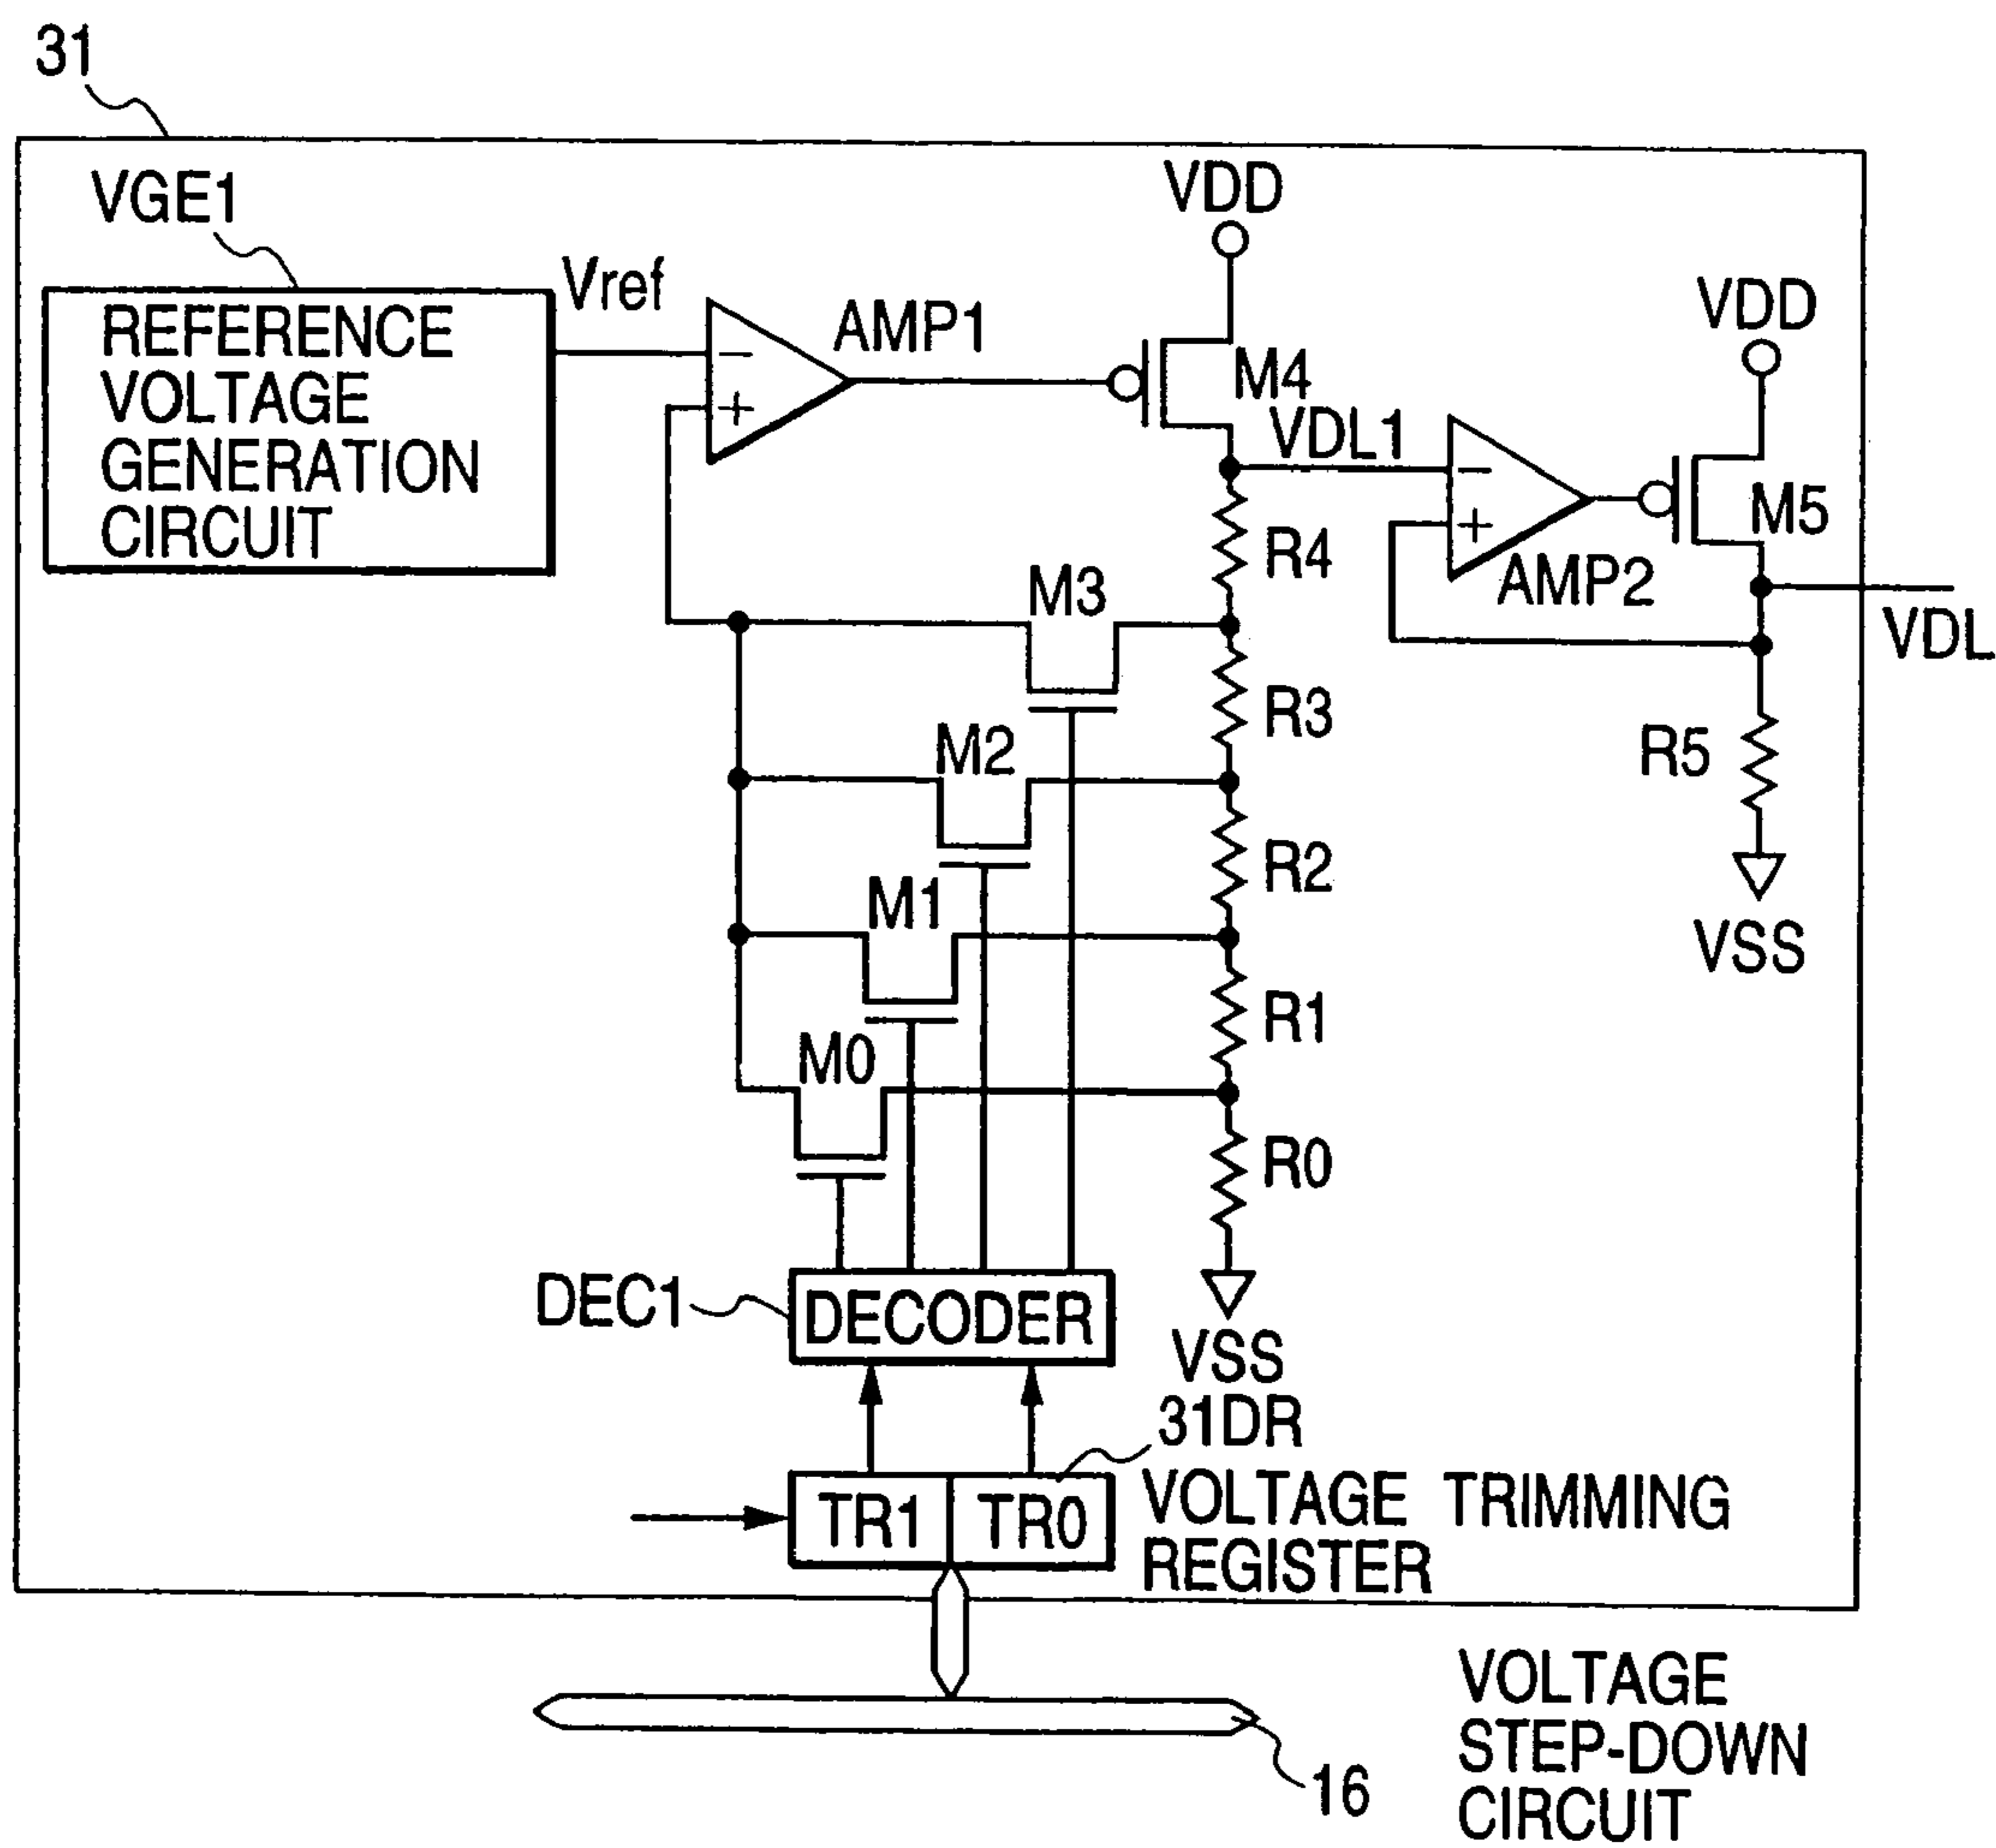 31
VGE1
VDD
Vref
REFERENCE
VOLTAGE
GENERATION
CIRCUIT
AMP1
VDD
−
+
M4
VDL1
−
+
M5
AMP2
R4
M3
VDL
R3
M2
R5
R2
M1
VSS
R1
M0
R0
DEC1
DECODER
VSS
31DR
TR1
TR0
VOLTAGE TRIMMING
REGISTER
16
VOLTAGE
STEP-DOWN
CIRCUIT